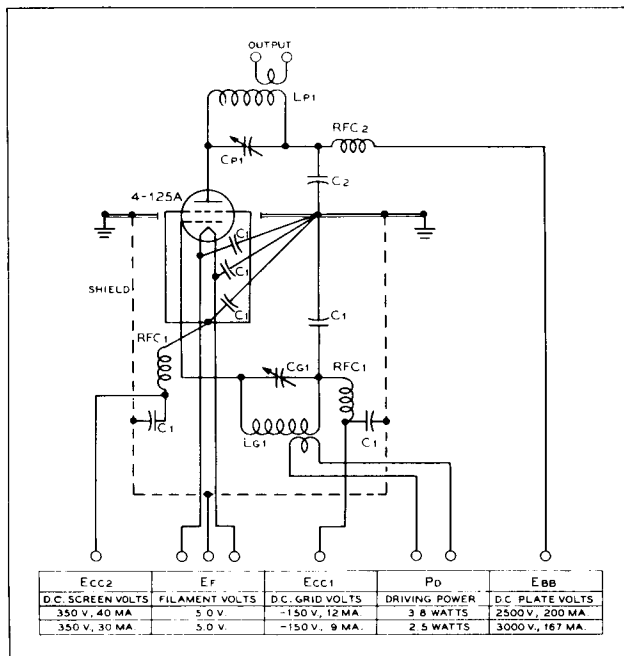 OUTPUT
LP1
RFC2
CP1
4-125A
C2
C1
C1
SHIELD
C1
C1
RFC1
CG1
RFC1
C1
LG1
C1
ECC2 EF ECC1 PD EBB
D.C. SCREEN VOLTS FILAMENT VOLTS D.C. GRID VOLTS DRIVING POWER D.C. PLATE VOLTS
350 V, 40 MA. 5.0 V. -150 V, 12 MA. 3.8 WATTS 2500 V, 200 MA.
350 V, 30 MA. 5.0 V. -150 V, 9 MA. 2.5 WATTS 3000 V, 167 MA.